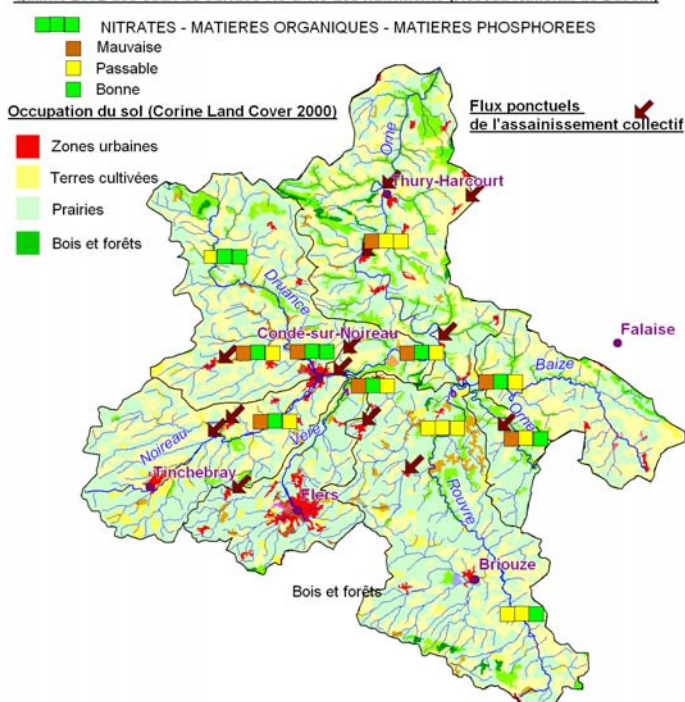 NITRATES - MATIERES ORGANIQUES - MATIERES PHOSPHOREES
Mauvaise
Passable
Bonne
Occupation du sol (Corine Land Cover 2000)
Flux ponctuels
de l'assainissement collectif
Zones urbaines
Terres cultivées
Prairies
Bois et forêts
Orne
Thury-Harcourt
Druance
Condé-sur-Noireau
Falaise
Baize
Orne
Noireau
Vère
Tinchebray
Flers
Rouvre
Briouze
Bois et forêts